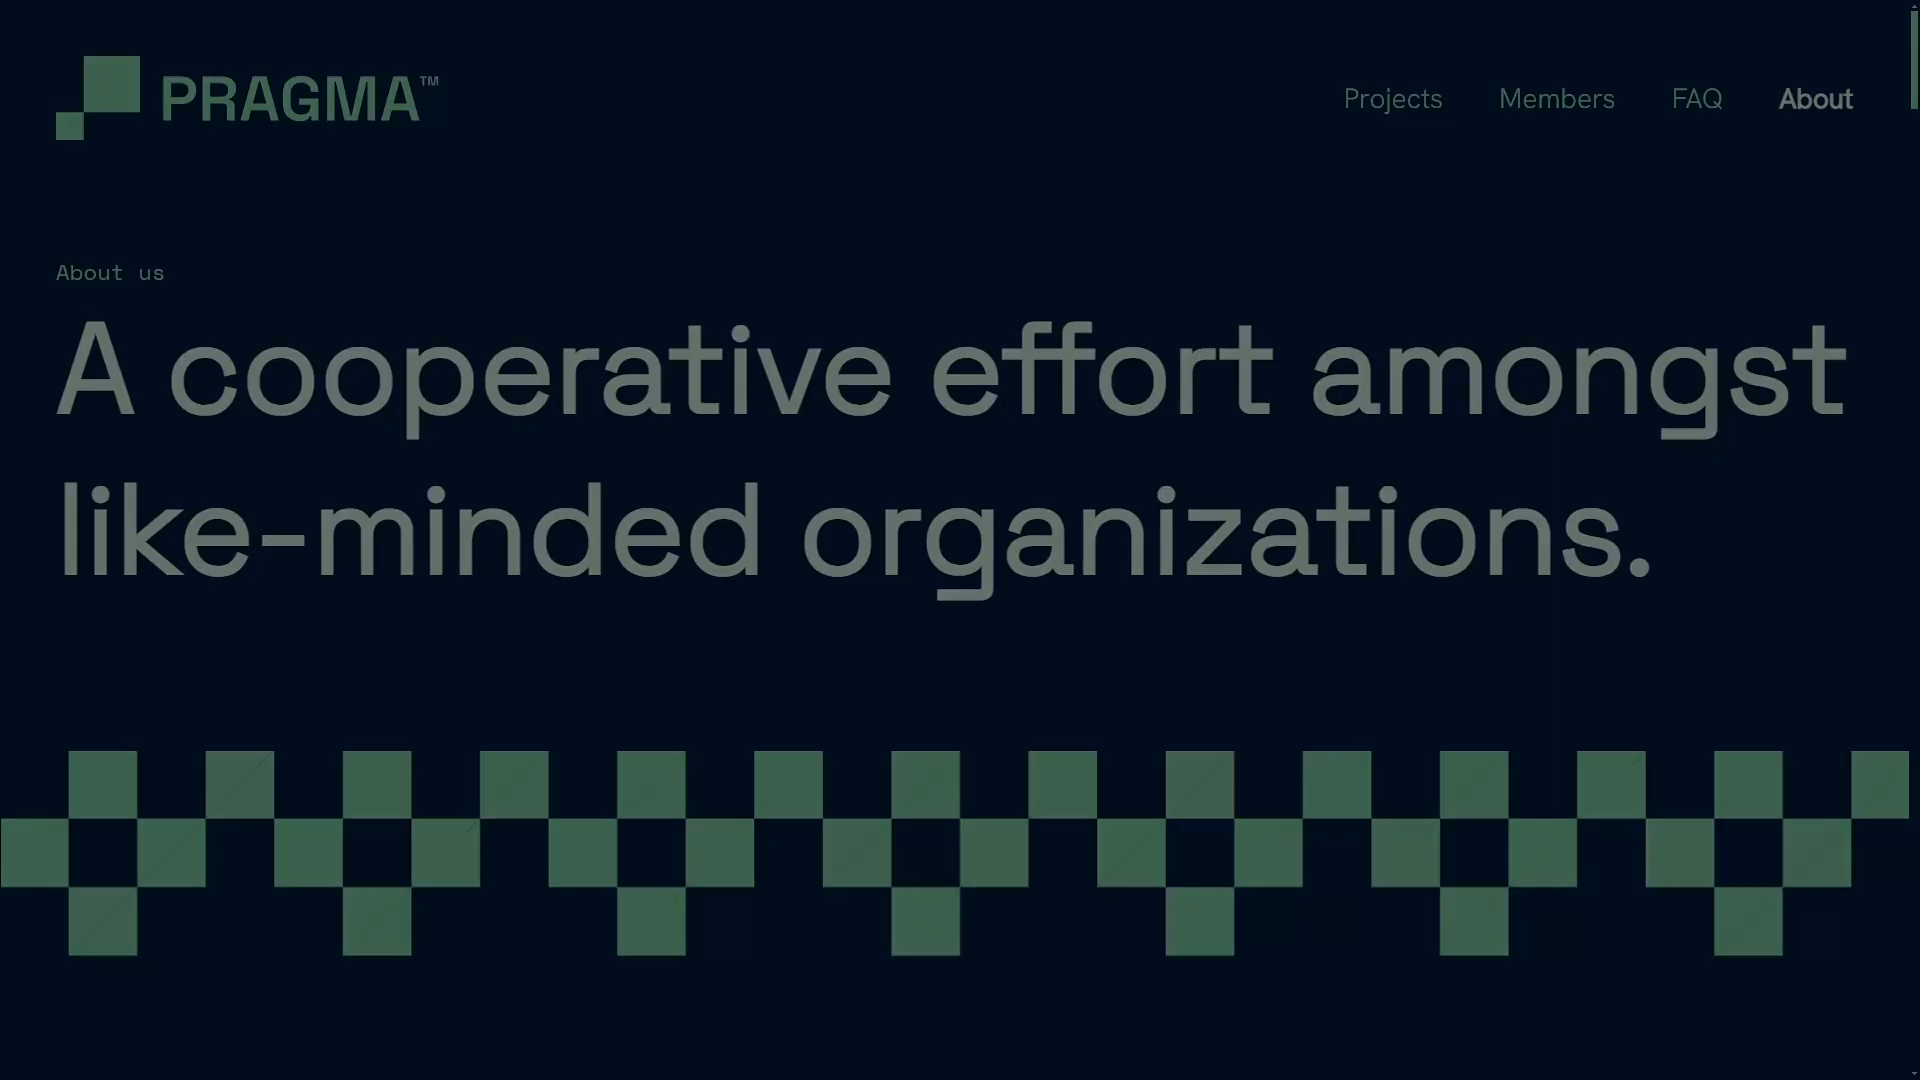 PRAGMA™
Projects Members FAQ About
About us
A cooperative effort amongst
like-minded organizations.